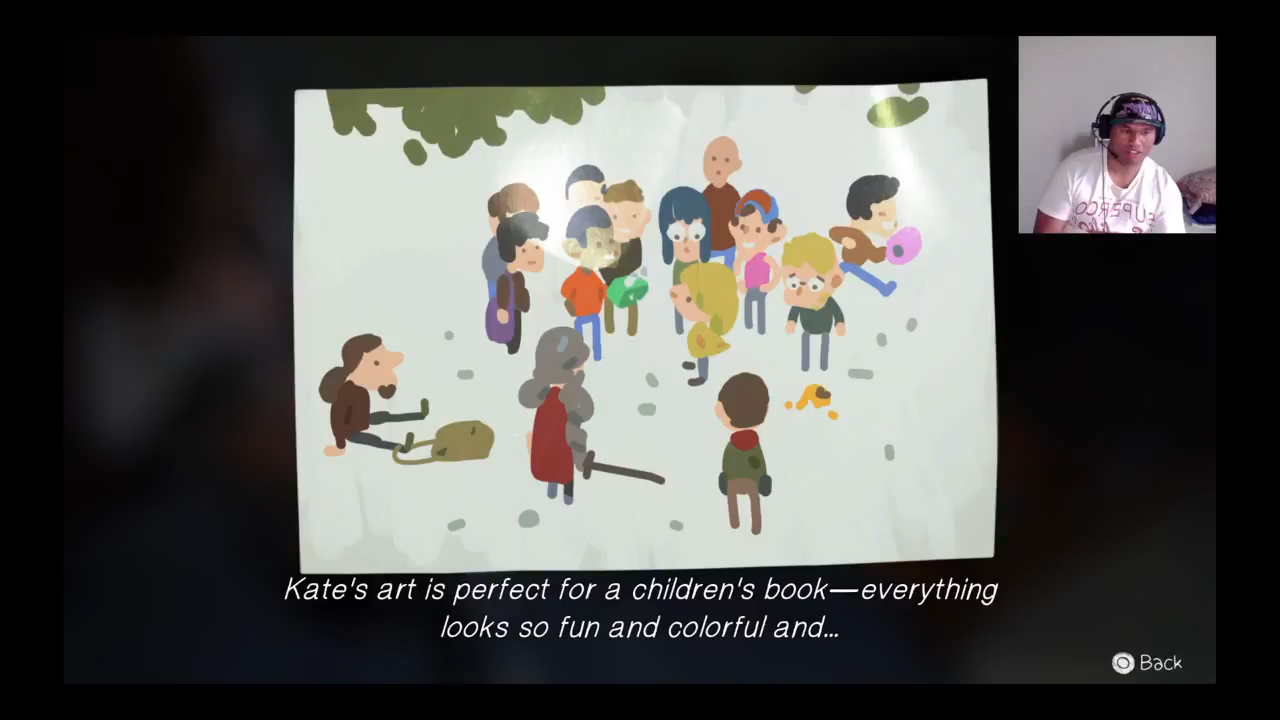 Kate's art is perfect for a children's book—everything
looks so fun and colorful and...
Back